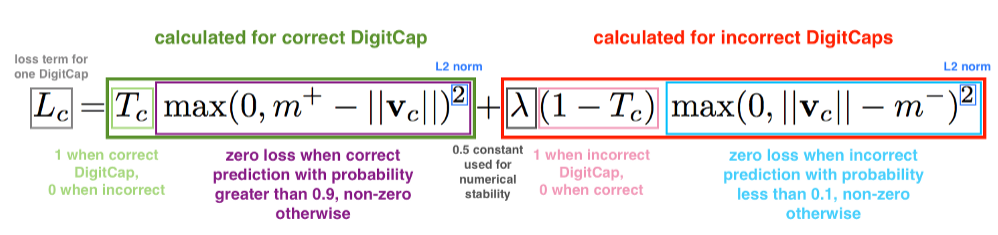 calculated for correct DigitCap
calculated for incorrect DigitCaps
loss term for
one DigitCap
L2 norm
L2 norm
L_c = T_c max(0, m^+ − ||v_c||)^2 + λ(1 − T_c) max(0, ||v_c|| − m^−)^2
1 when correct
DigitCap,
0 when incorrect
zero loss when correct
prediction with probability
greater than 0.9, non-zero
otherwise
0.5 constant
used for
numerical
stability
1 when incorrect
DigitCap,
0 when correct
zero loss when incorrect
prediction with probability
less than 0.1, non-zero
otherwise